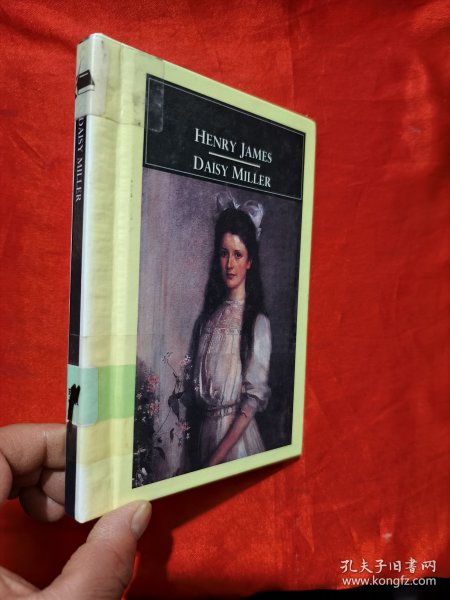 HENRY JAMES
DAISY MILLER
DAISY MILLER
孔夫子旧书网
www.kongfz.com